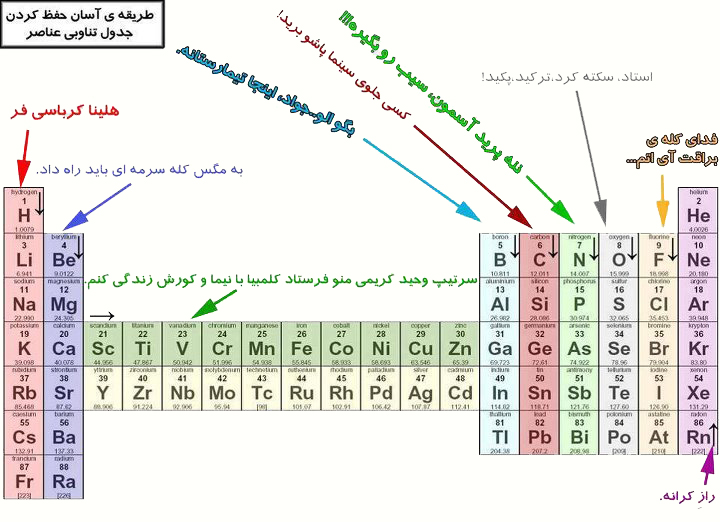 طریقه ی آسان حفظ کردن
جدول تناوبی عناصر
ننه پرید آسمون، سیب رو بگیره!!!
کسی جلوی سینما پاشو برید!
بگو الو..جواد، اینجا تیمارستانه.
استاد، سکته کرد.ترکید.پکید!
هلینا کرباسی فر
فدای کله ی
براقت آی اتم...
به مگس کله سرمه ای باید راه داد.
سرتیپ وحید کریمی منو فرستاد کلمبیا با نیما و کورش زندگی کنم.
راز کرانه.
hydrogen helium
1 2
H He
1.0079 4.0026
lithium beryllium boron carbon nitrogen oxygen fluorine neon
3 4 5 6 7 8 9 10
Li Be B C N O F Ne
6.941 9.0122 10.811 12.011 14.007 15.999 18.998 20.180
sodium magnesium aluminium silicon phosphorus sulfur chlorine argon
11 12 13 14 15 16 17 18
Na Mg Al Si P S Cl Ar
22.990 24.305 26.982 28.086 30.974 32.065 35.453 39.948
potassium calcium scandium titanium vanadium chromium manganese iron cobalt nickel copper zinc gallium germanium arsenic selenium bromine krypton
19 20 21 22 23 24 25 26 27 28 29 30 31 32 33 34 35 36
K Ca Sc Ti V Cr Mn Fe Co Ni Cu Zn Ga Ge As Se Br Kr
39.098 40.078 44.956 47.867 50.942 51.996 54.938 55.845 58.933 58.693 63.546 65.39 69.723 72.61 74.922 78.96 79.904 83.80
rubidium strontium yttrium zirconium niobium molybdenum technetium ruthenium rhodium palladium silver cadmium indium tin antimony tellurium iodine xenon
37 38 39 40 41 42 43 44 45 46 47 48 49 50 51 52 53 54
Rb Sr Y Zr Nb Mo Tc Ru Rh Pd Ag Cd In Sn Sb Te I Xe
85.468 87.62 88.906 91.224 92.906 95.94 [98] 101.07 102.91 106.42 107.87 112.41 114.82 118.71 121.76 127.60 126.90 131.29
caesium barium thallium lead bismuth polonium astatine radon
55 56 81 82 83 84 85 86
Cs Ba Tl Pb Bi Po At Rn
132.91 137.33 204.38 207.2 208.98 [209] [210] [222]
francium radium
87 88
Fr Ra
[223] [226]